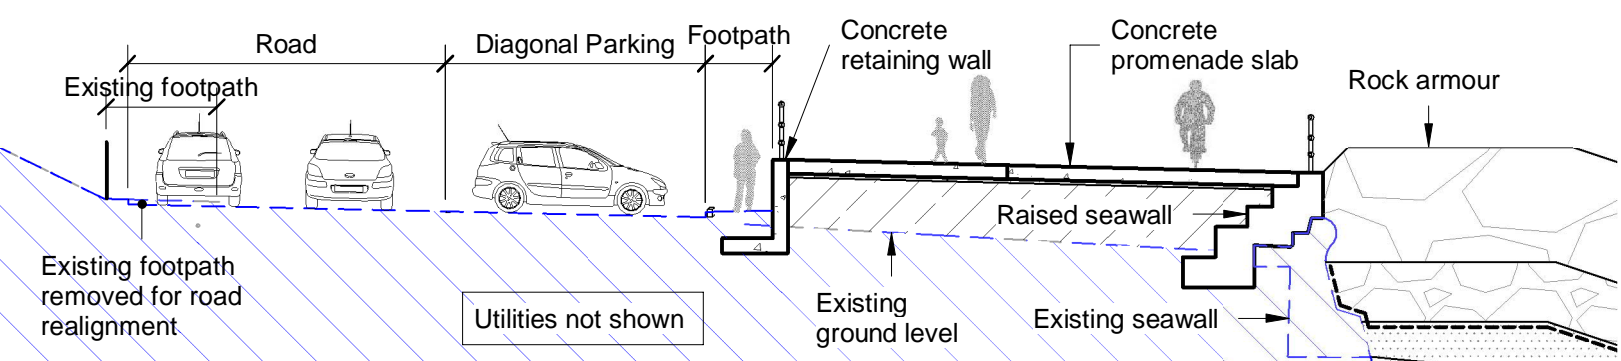 Road
Diagonal Parking
Footpath
Concrete
retaining wall
Concrete
promenade slab
Rock armour
Existing footpath
Raised seawall
Existing footpath
removed for road
realignment
Utilities not shown
Existing
ground level
Existing seawall